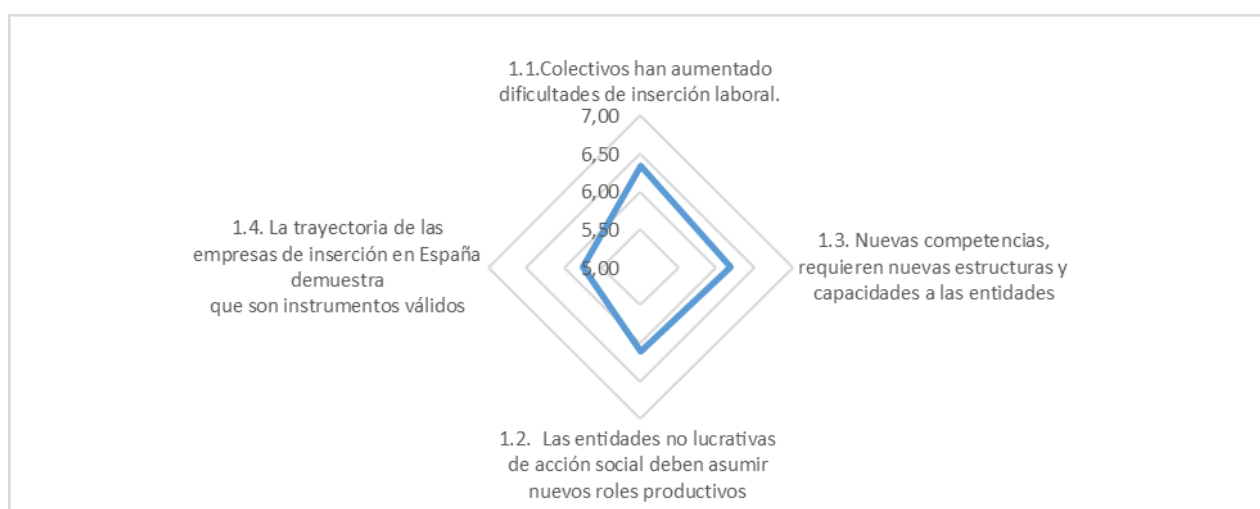 1.1.Colectivos han aumentado
dificultades de inserción laboral.
7,00
6,50
6,00
5,50
5,00
1.4. La trayectoria de las
empresas de inserción en España
demuestra
que son instrumentos válidos
1.3. Nuevas competencias,
requieren nuevas estructuras y
capacidades a las entidades
1.2.  Las entidades no lucrativas
de acción social deben asumir
nuevos roles productivos